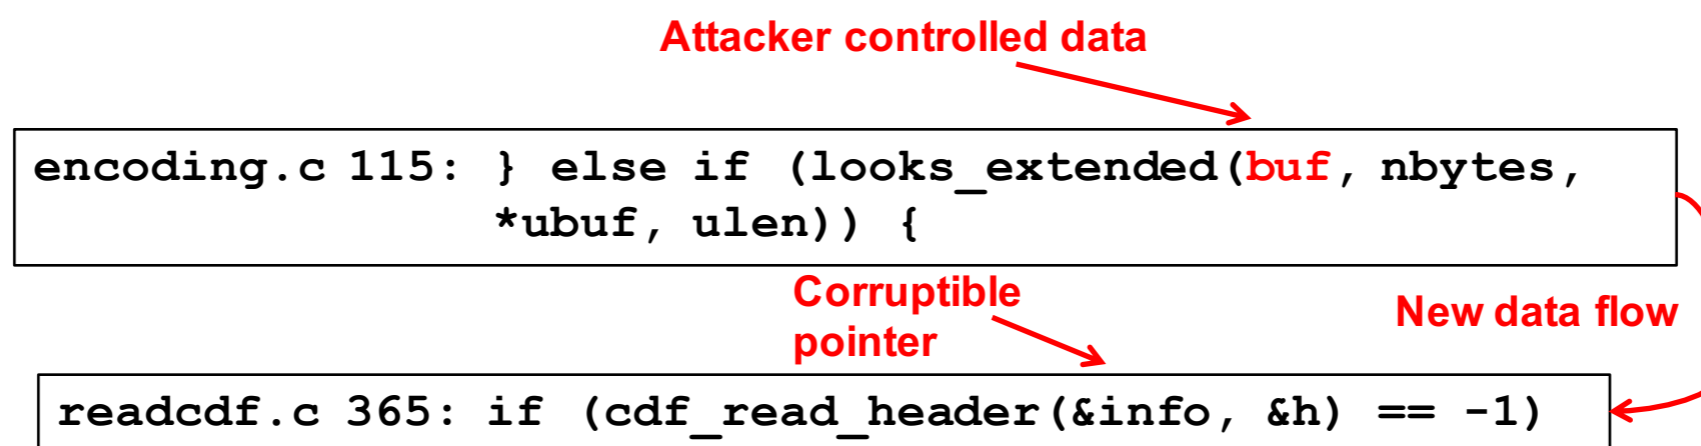 Attacker controlled data
encoding.c 115: } else if (looks_extended(buf, nbytes,
*ubuf, ulen)) {
Corruptible
pointer
New data flow
readcdf.c 365: if (cdf_read_header(&info, &h) == -1)